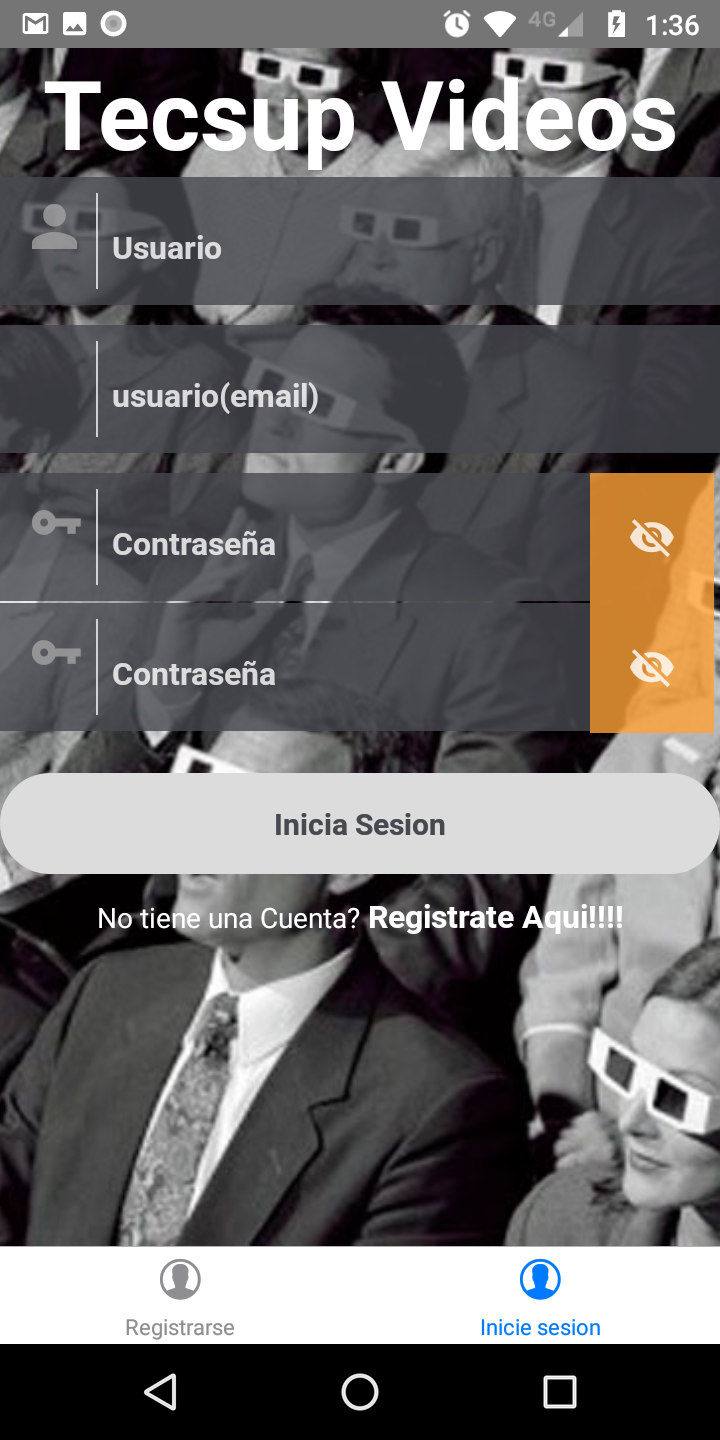 4G 1:36
Tecsup Videos
Usuario
usuario(email)
Contraseña
Contraseña
Inicia Sesion
No tiene una Cuenta? Registrate Aqui!!!!
Registrarse
Inicie sesion